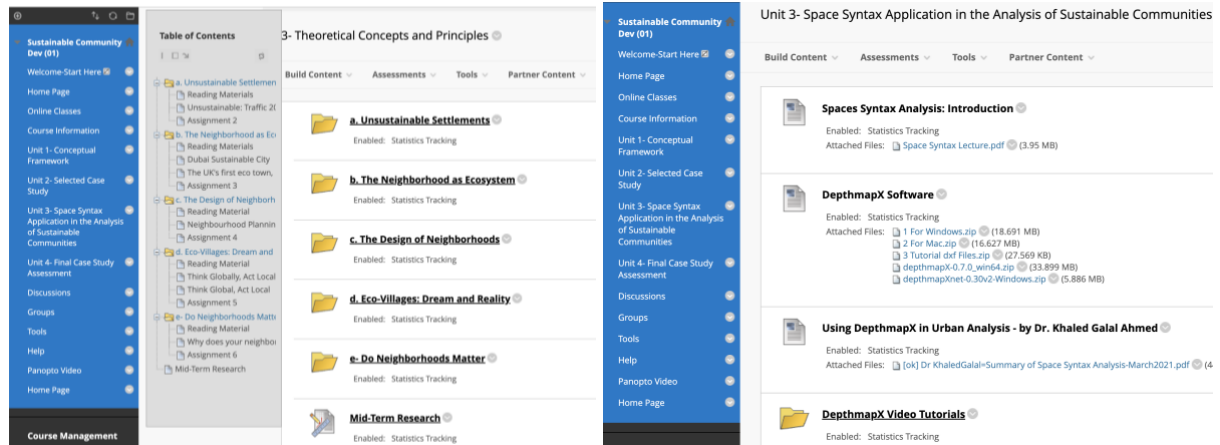 Sustainable Community
Dev (01)
Welcome-Start Here
Home Page
Online Classes
Course Information
Unit 1- Conceptual
Framework
Unit 2- Selected Case
Study
Unit 3- Space Syntax
Application in the Analysis
of Sustainable
Communities
Unit 4- Final Case Study
Assessment
Discussions
Groups
Tools
Help
Panopto Video
Home Page
Course Management
Table of Contents
a. Unsustainable Settlemen
Reading Materials
Unsustainable: Traffic 2
Assignment 2
b. The Neighborhood as Ec
Reading Materials
Dubai Sustainable City
The UK's first eco town,
Assignment 3
c. The Design of Neighborh
Reading Material
Neighbourhood Plannin
Assignment 4
d. Eco-Villages: Dream and
Reading Material
Think Globally, Act Local
Think Global, Act Local
Assignment 5
e- Do Neighborhoods Matt
Reading Material
Why does your neighbo
Assignment 6
Mid-Term Research
3- Theoretical Concepts and Principles
Build Content Assessments Tools Partner Content
a. Unsustainable Settlements
Enabled: Statistics Tracking
b. The Neighborhood as Ecosystem
Enabled: Statistics Tracking
c. The Design of Neighborhoods
Enabled: Statistics Tracking
d. Eco-Villages: Dream and Reality
Enabled: Statistics Tracking
e- Do Neighborhoods Matter
Enabled: Statistics Tracking
Mid-Term Research
Enabled: Statistics Tracking
Sustainable Community
Dev (01)
Welcome-Start Here
Home Page
Online Classes
Course Information
Unit 1- Conceptual
Framework
Unit 2- Selected Case
Study
Unit 3- Space Syntax
Application in the Analysis
of Sustainable
Communities
Unit 4- Final Case Study
Assessment
Discussions
Groups
Tools
Help
Panopto Video
Home Page
Unit 3- Space Syntax Application in the Analysis of Sustainable Communities
Build Content Assessments Tools Partner Content
Spaces Syntax Analysis: Introduction
Enabled: Statistics Tracking
Attached Files: Space Syntax Lecture.pdf (3.95 MB)
DepthmapX Software
Enabled: Statistics Tracking
Attached Files: 1 For Windows.zip (18.691 MB)
2 For Mac.zip (16.627 MB)
3 Tutorial dxf Files.zip (27.569 KB)
depthmapX-0.7.0_win64.zip (33.899 MB)
depthmapXnet-0.30v2-Windows.zip (5.886 MB)
Using DepthmapX in Urban Analysis - by Dr. Khaled Galal Ahmed
Enabled: Statistics Tracking
Attached Files: [ok] Dr KhaledGalal=Summary of Space Syntax Analysis-March2021.pdf (4
DepthmapX Video Tutorials
Enabled: Statistics Tracking